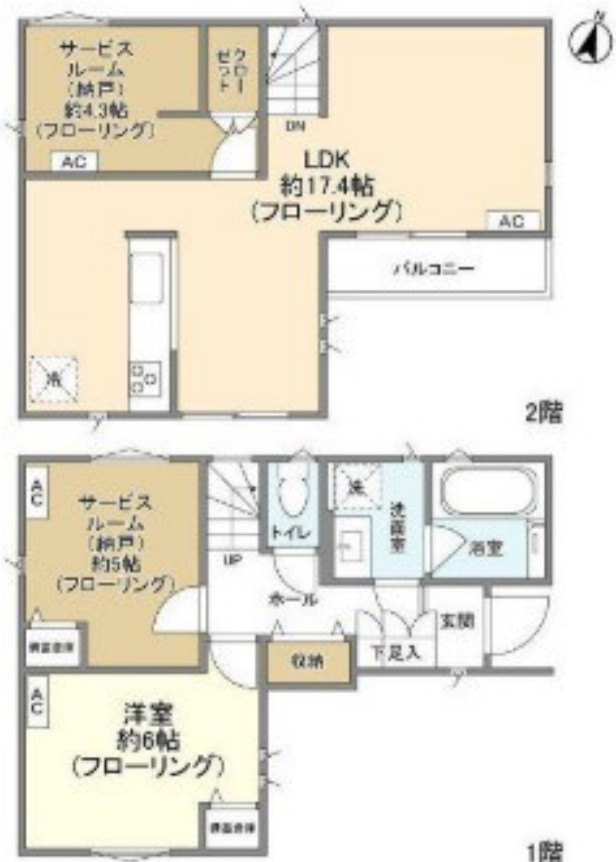 N
サービス
ルーム
(納戸)
約4.3帖
(フローリング)
AC
クロー
ゼット
DN
LDK
約17.4帖
(フローリング)
AC
バルコニー
冷
2階
AC
サービス
ルーム
(納戸)
約5帖
(フローリング)
UP
トイレ
洗
洗面室
浴室
ホール
玄関
下足入
収納
AC
洋室
約6帖
(フローリング)
1階